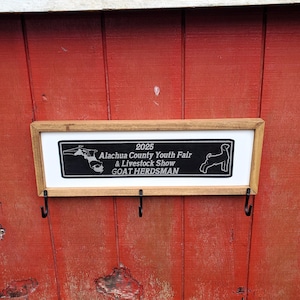 2025
Alachua County Youth Fair
& Livestock Show
GOAT HERDSMAN